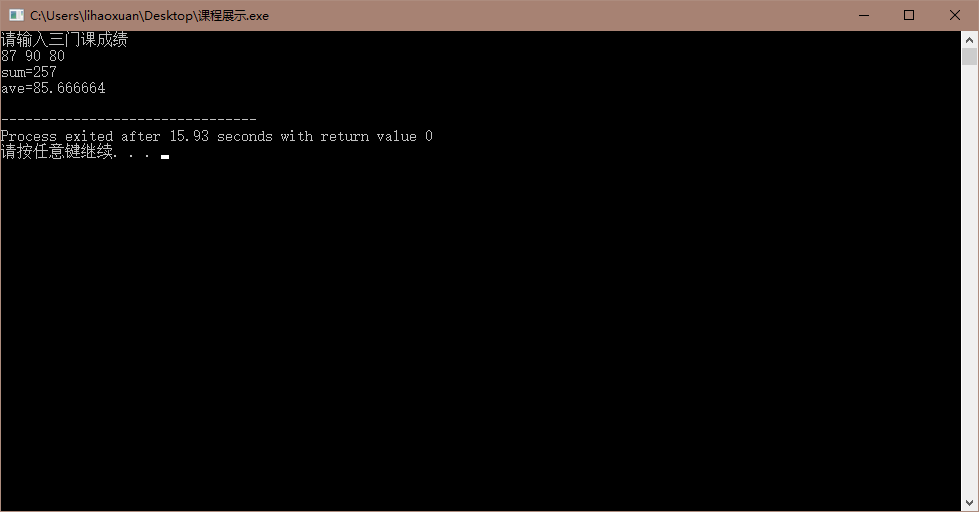 C:\Users\lihaoxuan\Desktop\课程展示.exe
请输入三门课成绩
87 90 80
sum=257
ave=85.666664
--------------------------------
Process exited after 15.93 seconds with return value 0
请按任意键继续. . .